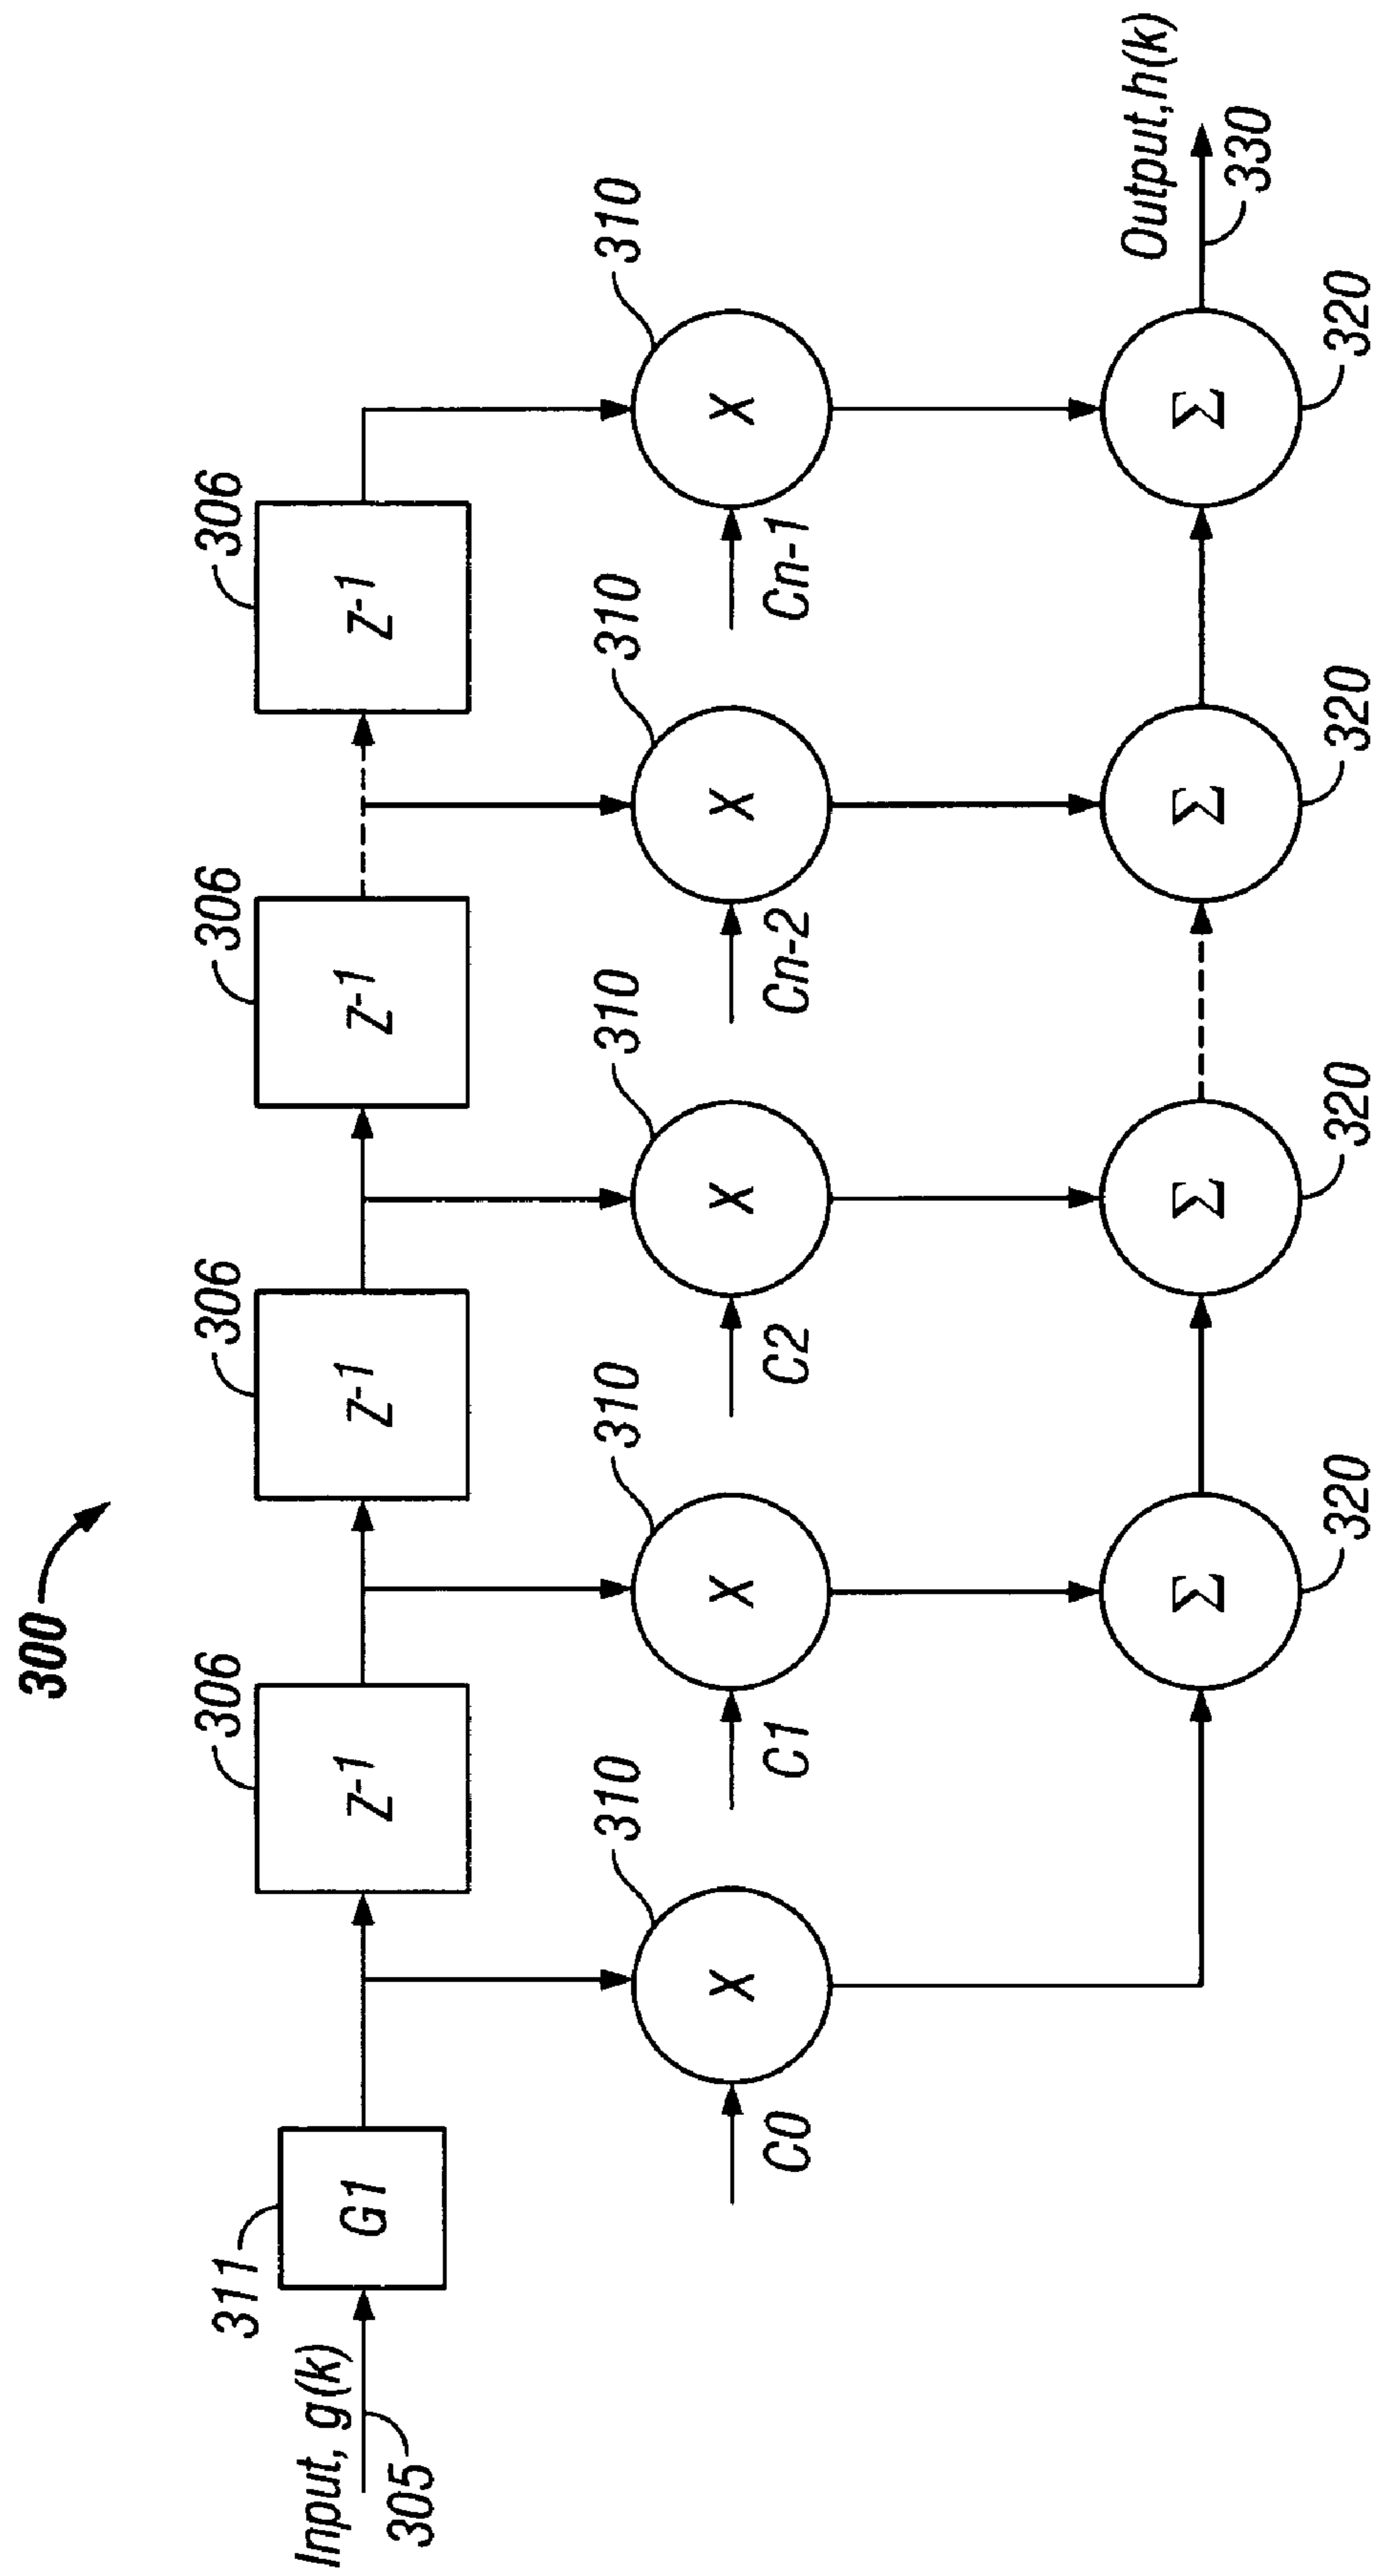 300
306
306
306
306
311
Input, g(k)
305
G1
Z-1
Z-1
Z-1
Z-1
310
310
310
310
310
X
X
X
X
X
C0
C1
C2
Cn-2
Cn-1
Σ
Σ
Σ
Σ
320
320
320
320
Output,h(k)
330